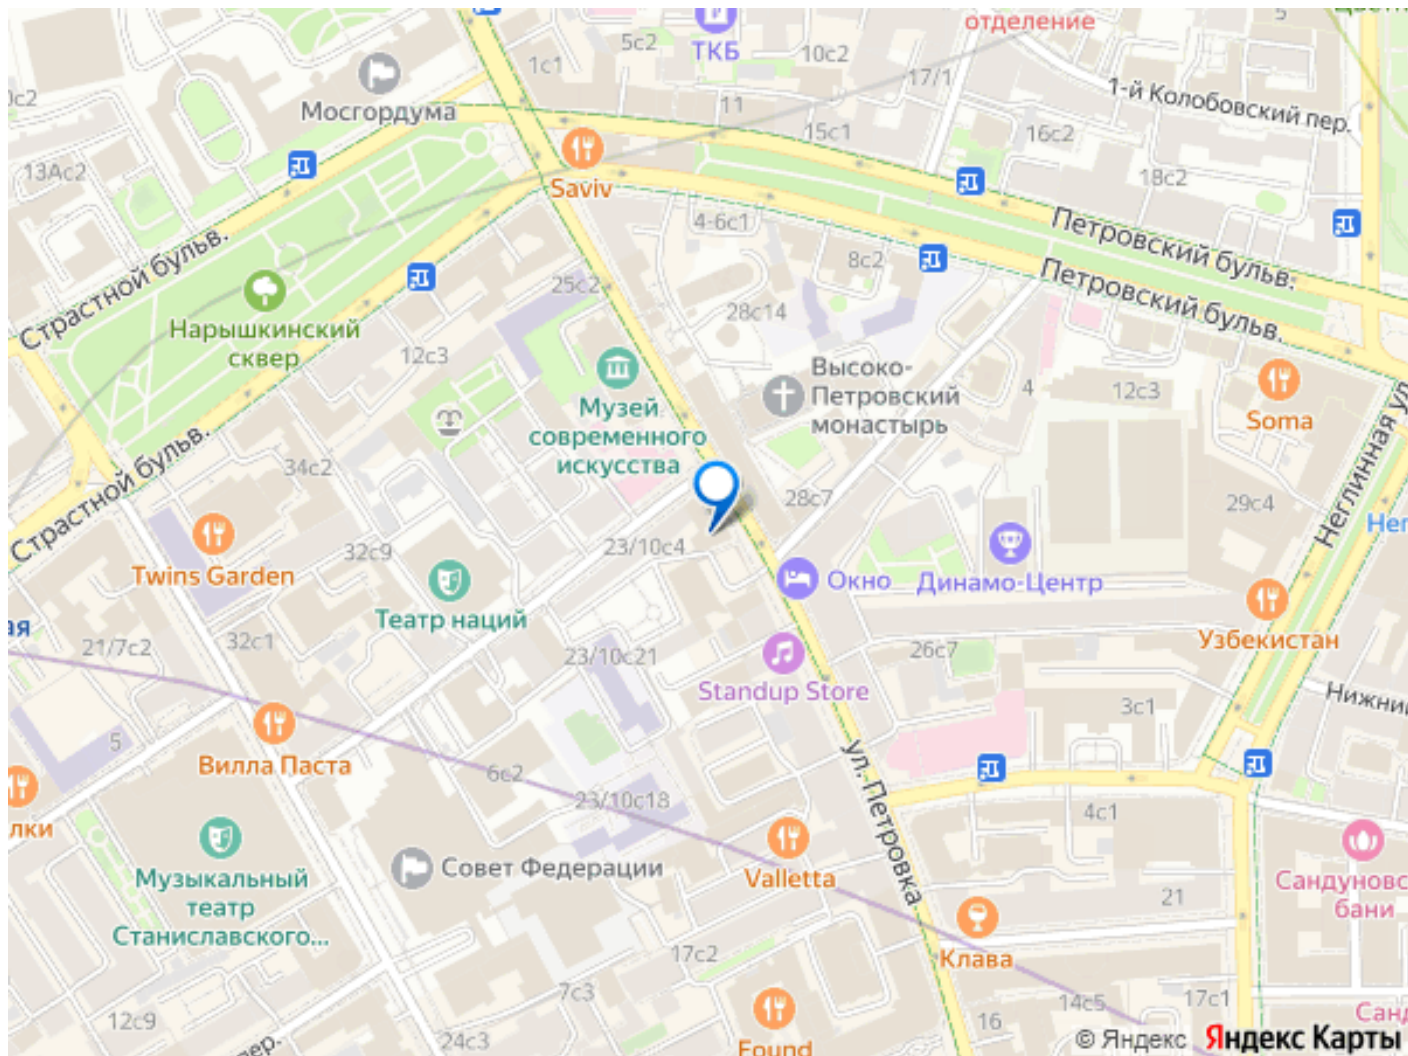 отделение
ТКБ
5с2
10с2
5
1с1
17/1
Мосгордума
11
1-й Колобовский пер.
15с1
16с2
13Ас2
18с2
Saviv
4-6с1
Петровский бульв.
Страстной бульв.
8с2
Петровский бульв.
25с2
28с14
Нарышкинский
сквер
12с3
Высоко-
Петровский
монастырь
4
12с3
Soma
Музей
современного
искусства
Неглинная ул
Страстной бульв.
34с2
28с7
29с4
32с9
23/10с4
Twins Garden
Окно
Динамо-Центр
Театр наций
21/7с2
32с1
23/10с21
26с7
Узбекистан
Standup Store
3с1
5
Вилла Паста
6с2
23/10с18
ул. Петровка
4с1
Совет Федерации
Valletta
Музыкальный
театр
Станиславского...
21
бани
17с2
Клава
7с3
14с5
17с1
12с9
24с3
16
Found
© Яндекс Яндекс Карты